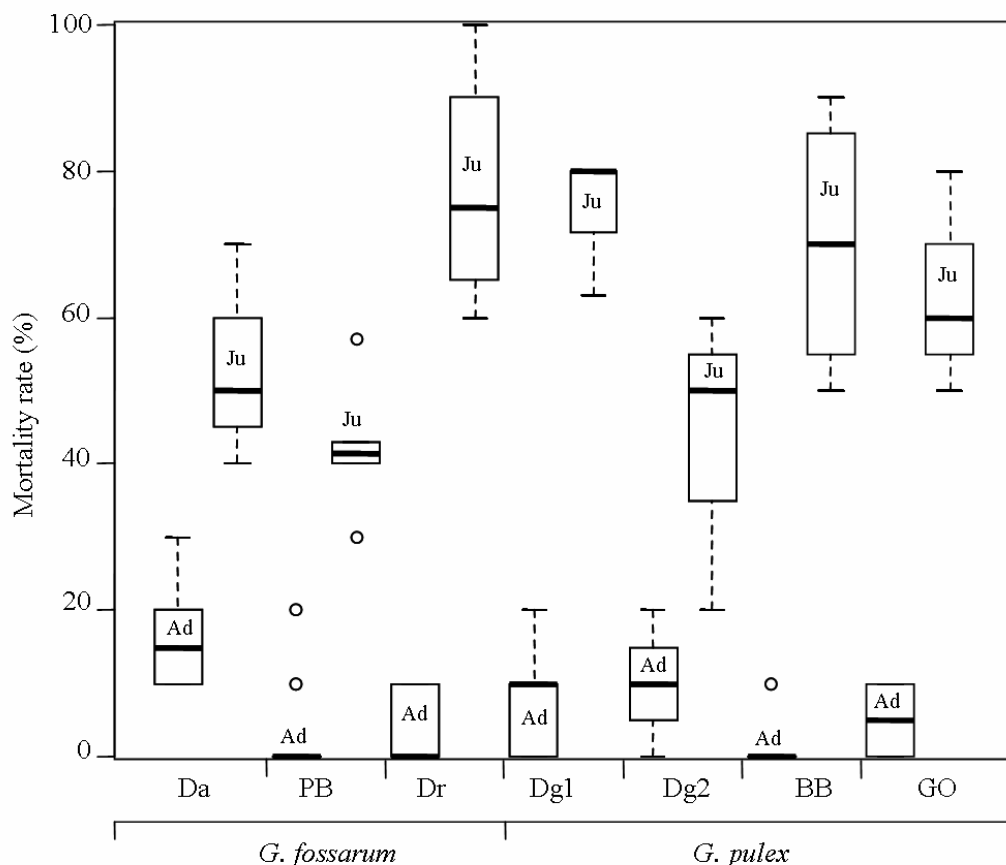 Mortality rate (%)
100
80
60
40
20
0
Ad
Ju
Ad
Ju
Ad
Ju
Ad
Ju
Ad
Ju
Ad
Ju
Ad
Ju
Da PB Dr Dg1 Dg2 BB GO
G. fossarum G. pulex